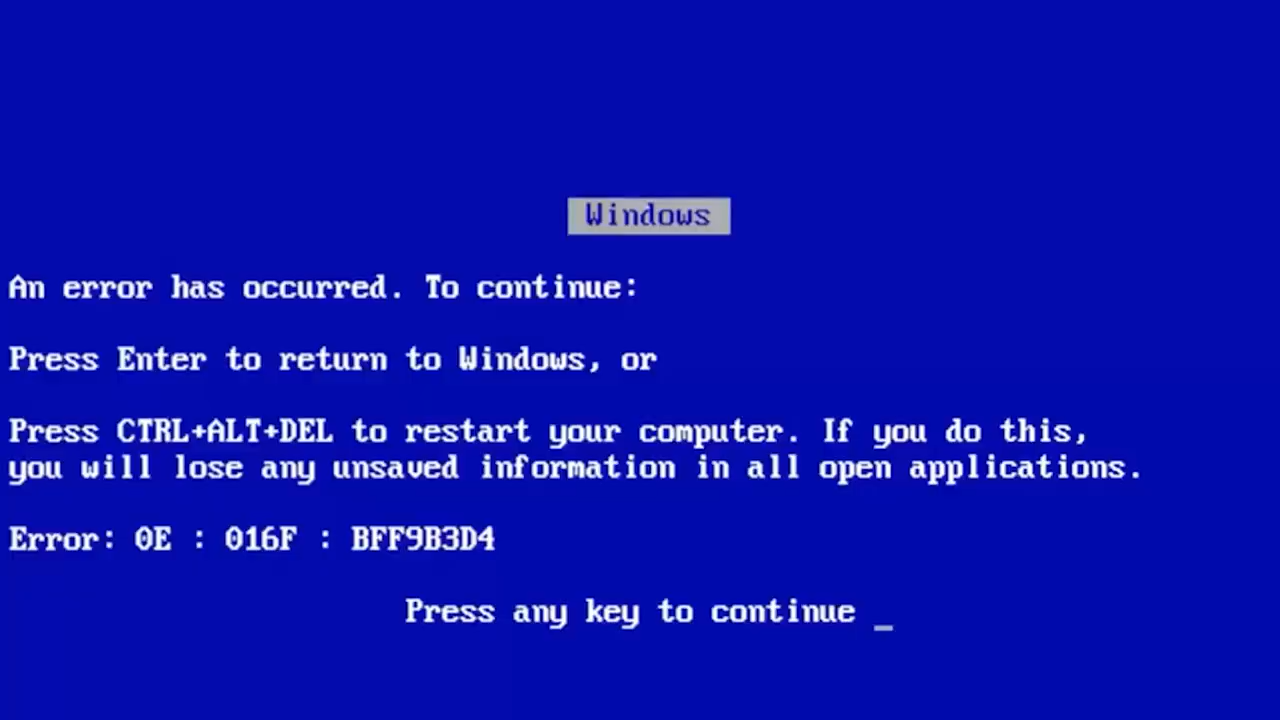 Windows
An error has occurred. To continue:
Press Enter to return to Windows, or
Press CTRL+ALT+DEL to restart your computer. If you do this,
you will lose any unsaved information in all open applications.
Error: 0E : 016F : BFF9B3D4
Press any key to continue _